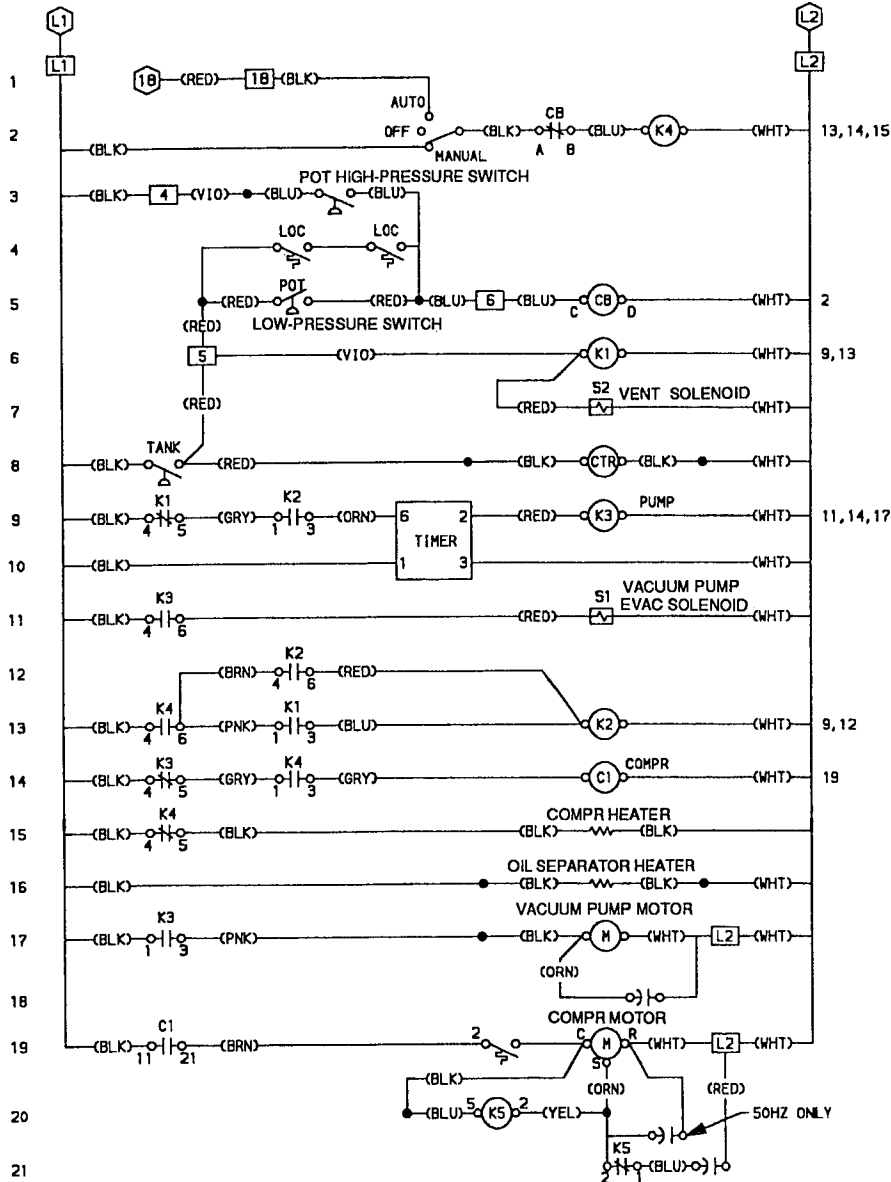 L1 L2
L1 L2
1 18 (RED) 18 (BLK)
AUTO
OFF CB
2 (BLK) (BLU) K4 (WHT) 13,14,15
(BLK) MANUAL A B
POT HIGH-PRESSURE SWITCH
3 (BLK) 4 (VIO) (BLU) (BLU)
LOC LOC
4
POT
5 (RED) (RED) (BLU) 6 (BLU) C CB D (WHT) 2
(RED) LOW-PRESSURE SWITCH
6 5 (VIO) K1 (WHT) 9,13
S2 VENT SOLENOID
7 (RED) (RED) (WHT)
TANK
8 (BLK) (RED) (BLK) CTR (BLK) (WHT)
K1 K2 PUMP
9 (BLK) 4 5 (GRY) 1 3 (ORN) 6 2 (RED) K3 (WHT) 11,14,17
TIMER
10 (BLK) 1 3 (WHT)
K3 S1 VACUUM PUMP
EVAC SOLENOID
11 (BLK) 4 6 (RED) (WHT)
K2
12 (BRN) 4 6 (RED)
K4 K1
13 (BLK) 4 6 (PNK) 1 3 (BLU) K2 (WHT) 9,12
K3 K4 COMPR
14 (BLK) 4 5 (GRY) 1 3 (GRY) C1 (WHT) 19
K4 COMPR HEATER
15 (BLK) 4 5 (BLK) (BLK) (BLK)
OIL SEPARATOR HEATER
16 (BLK) (BLK) (BLK) (WHT)
VACUUM PUMP MOTOR
K3
17 (BLK) 1 3 (PNK) (BLK) M (WHT) L2 (WHT)
(ORN)
18
C1 COMPR MOTOR
19 (BLK) 11 21 (BRN) 2 C M R (WHT) L2 (WHT)
S
(BLK) (ORN) (RED)
20 (BLU) 5 K5 2 (YEL) 50HZ ONLY
K5
21 2 1 (BLU)